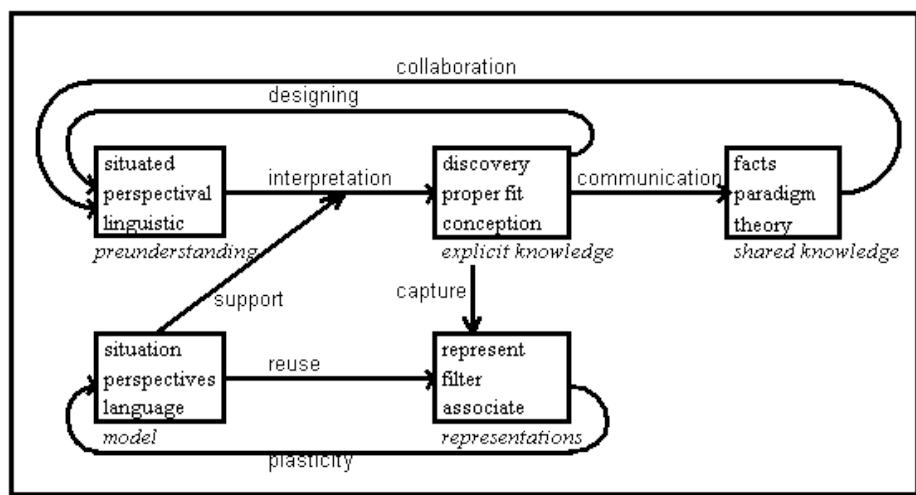 collaboration
designing
situated
perspectival
linguistic
preunderstanding
interpretation
discovery
proper fit
conception
explicit knowledge
communication
facts
paradigm
theory
shared knowledge
support
capture
situation
perspectives
language
model
reuse
represent
filter
associate
representations
plasticity